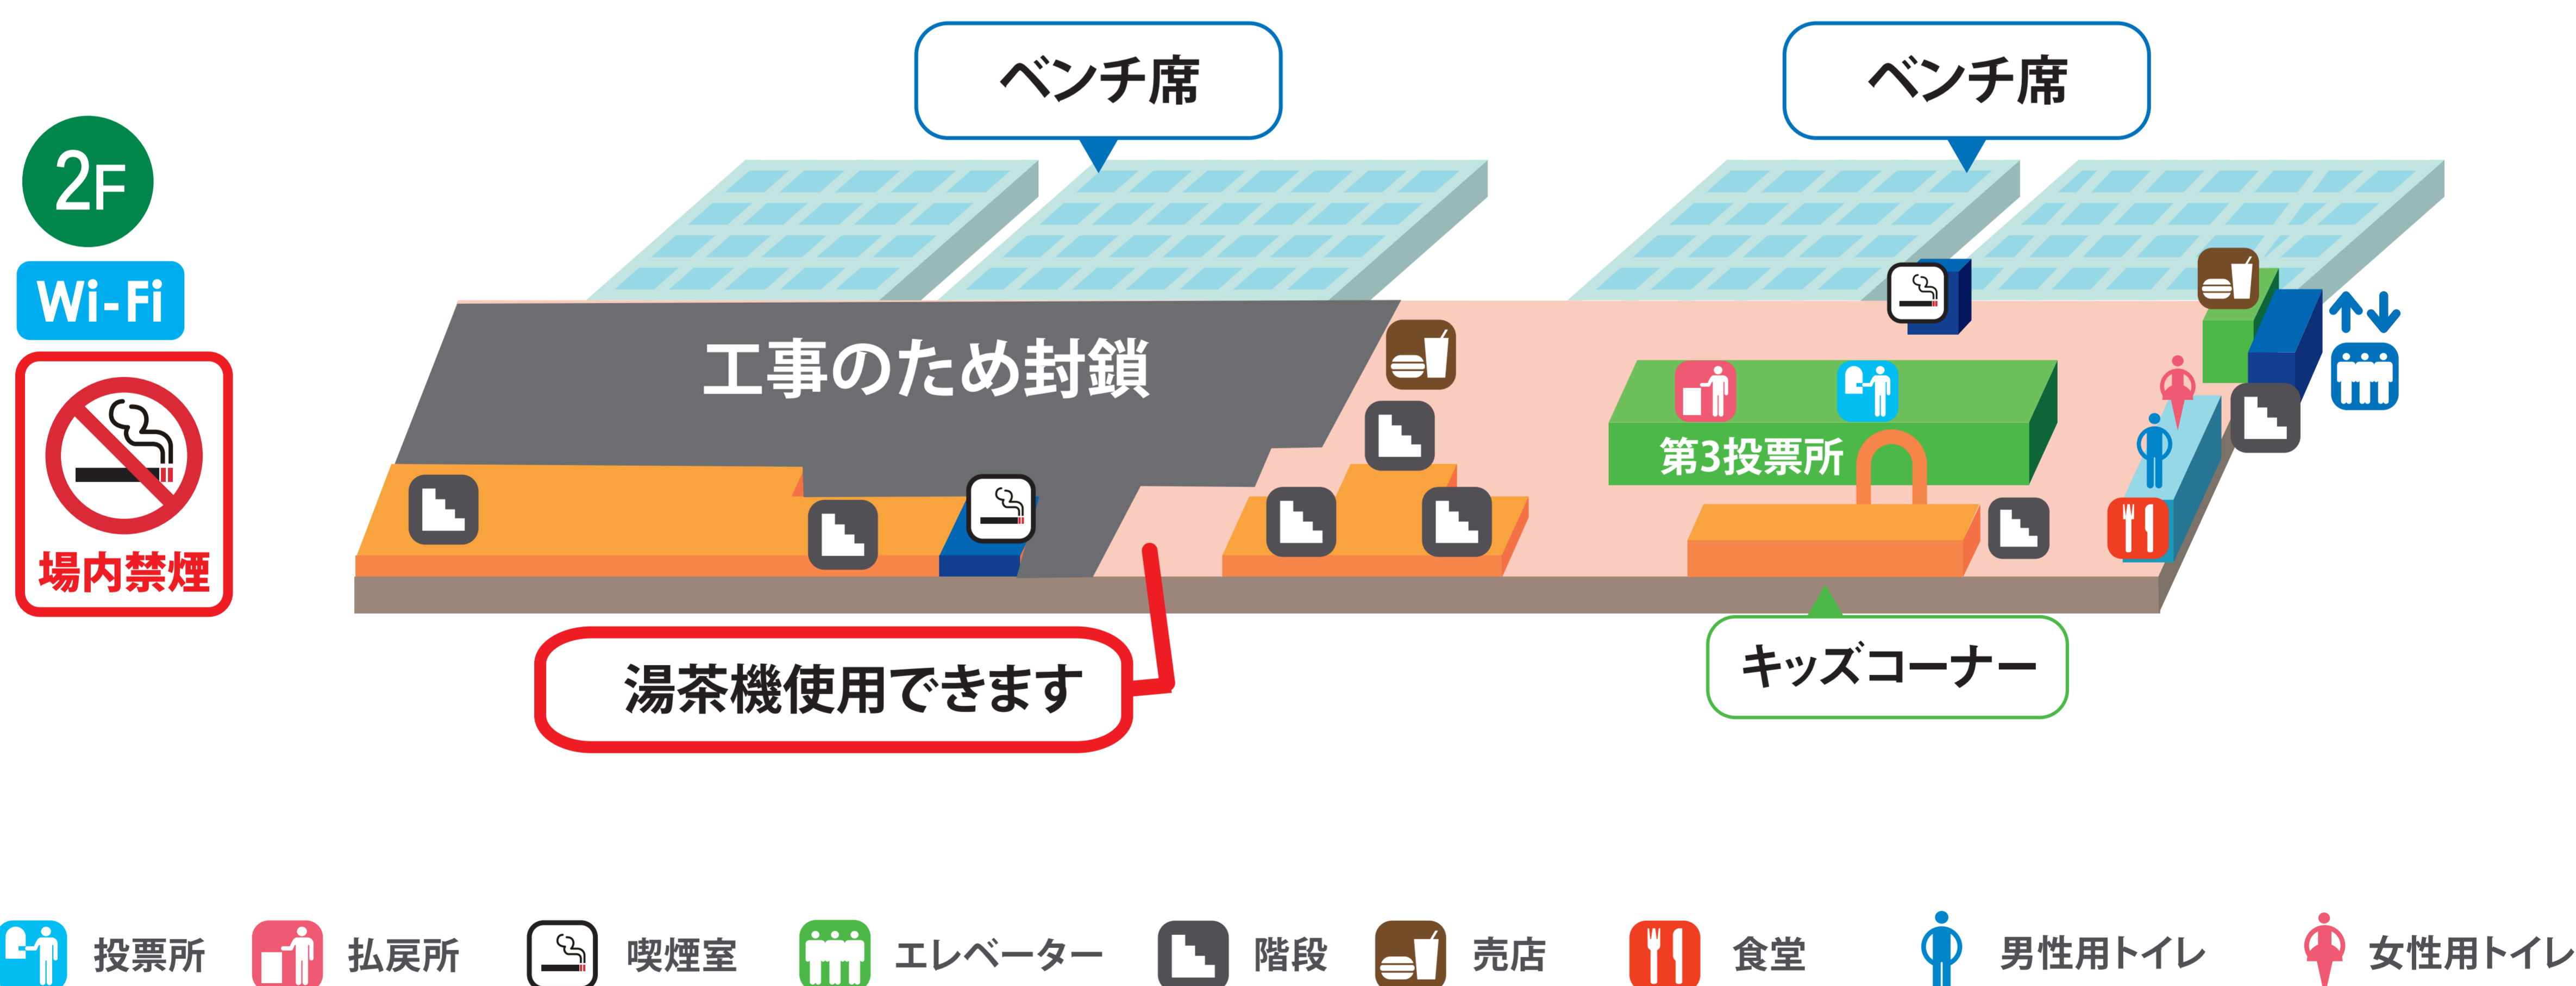 ベンチ席
ベンチ席
2F
Wi-Fi
工事のため封鎖
第3投票所
場内禁煙
湯茶機使用できます
キッズコーナー
投票所
払戻所
喫煙室
エレベーター
階段
売店
食堂
男性用トイレ
女性用トイレ